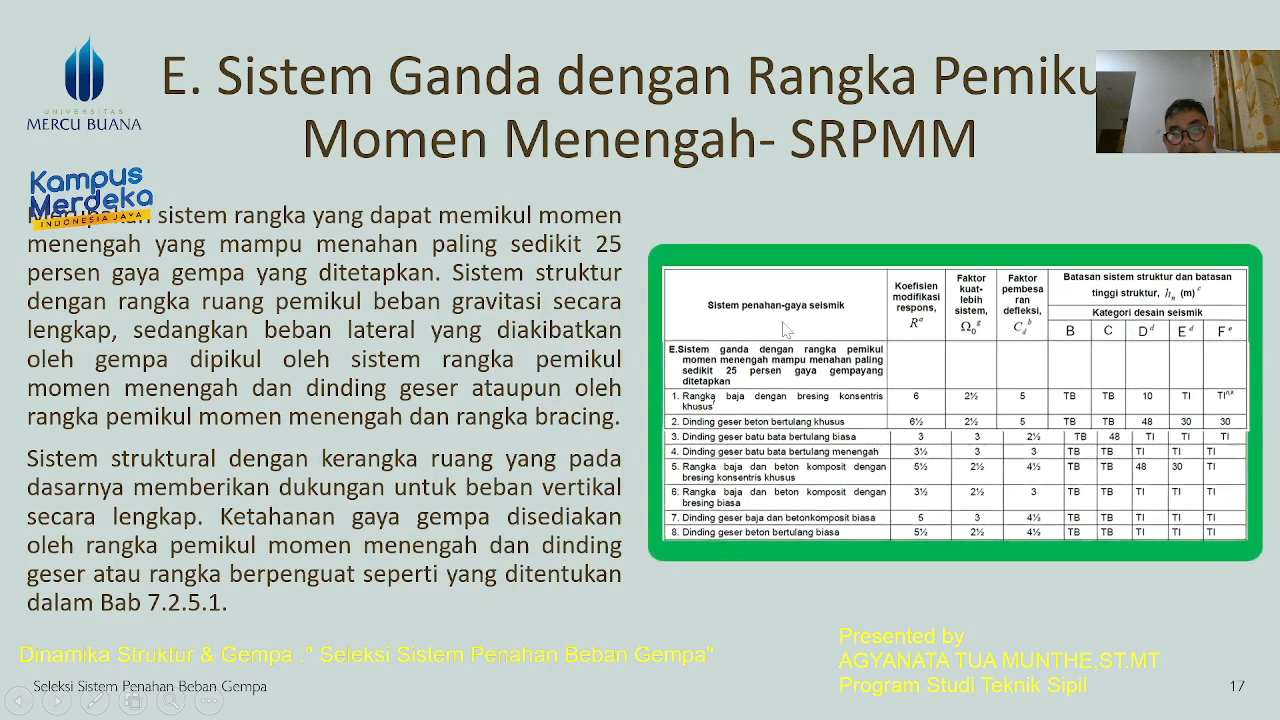 E. Sistem Ganda dengan Rangka Pemiku
Momen Menengah- SRPMM
UNIVERSITAS
MERCU BUANA
Kampus
Merdeka
INDONESIA JAYA
sistem rangka yang dapat memikul momen
menengah yang mampu menahan paling sedikit 25
persen gaya gempa yang ditetapkan. Sistem struktur
dengan rangka ruang pemikul beban gravitasi secara
lengkap, sedangkan beban lateral yang diakibatkan
oleh gempa dipikul oleh sistem rangka pemikul
momen menengah dan dinding geser ataupun oleh
rangka pemikul momen menengah dan rangka bracing.
Sistem struktural dengan kerangka ruang yang pada
dasarnya memberikan dukungan untuk beban vertikal
secara lengkap. Ketahanan gaya gempa disediakan
oleh rangka pemikul momen menengah dan dinding
geser atau rangka berpenguat seperti yang ditentukan
dalam Bab 7.2.5.1.
Sistem penahan-gaya seismik
Koefisien
modifikasi
respons,
Rᵃ
Faktor
kuat-
lebih
sistem,
Ω₀ᵍ
Faktor
pembesa
ran
defleksi,
C_d ᵇ
Batasan sistem struktur dan batasan
tinggi struktur, hₙ (m) ᶜ
Kategori desain seismik
B C D ᵈ E ᵈ F ᵉ
E.Sistem ganda dengan rangka pemikul
momen menengah mampu menahan paling
sedikit 25 persen gaya gempayang
ditetapkan
1. Rangka baja dengan bresing konsentris 6 2½ 5 TB TB 10 TI TI
khusus
2. Dinding geser beton bertulang khusus 6½ 2½ 5 TB TB 48 30 30
3. Dinding geser batu bata bertulang biasa 3 3 2½ TB 48 TI TI TI
4. Dinding geser batu bata bertulang menengah 3½ 3 3 TB TB TI TI TI
5. Rangka baja dan beton komposit dengan 5½ 2½ 4½ TB TB 48 30 TI
bresing konsentris khusus
6. Rangka baja dan beton komposit dengan 3½ 2½ 3 TB TB TI TI TI
bresing biasa
7. Dinding geser baja dan betonkomposit biasa 5 3 4½ TB TB TI TI TI
8. Dinding geser beton bertulang biasa 5½ 2½ 4½ TB TB TI TI TI
Dinamika Struktur & Gempa :" Seleksi Sistem Penahan Beban Gempa"
Presented by
AGYANATA TUA MUNTHE,ST.MT
Program Studi Teknik Sipil
Seleksi Sistem Penahan Beban Gempa
17